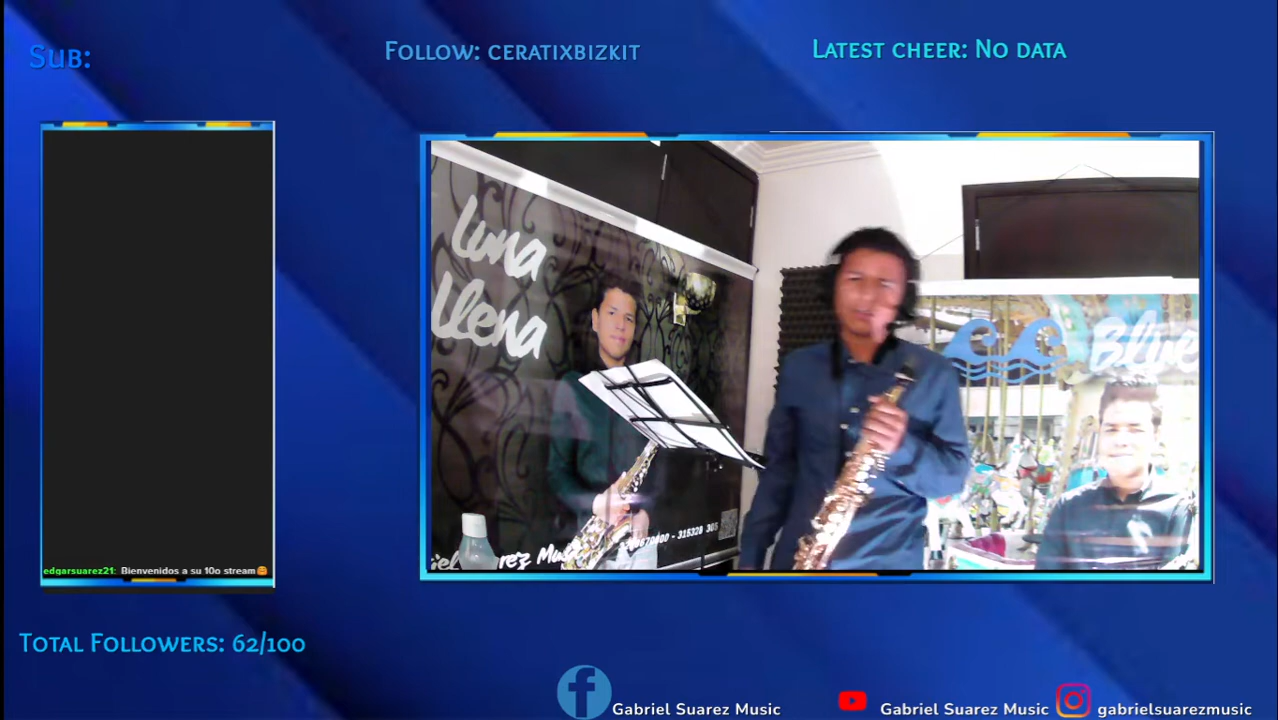 Sub:
Follow: ceratixbizkit
Latest cheer: No data
Luna
Llena
Blue
edgarsuarez21: Bienvenidos a su 10o stream
Total Followers: 62/100
Gabriel Suarez Music
Gabriel Suarez Music
gabrielsuarezmusic